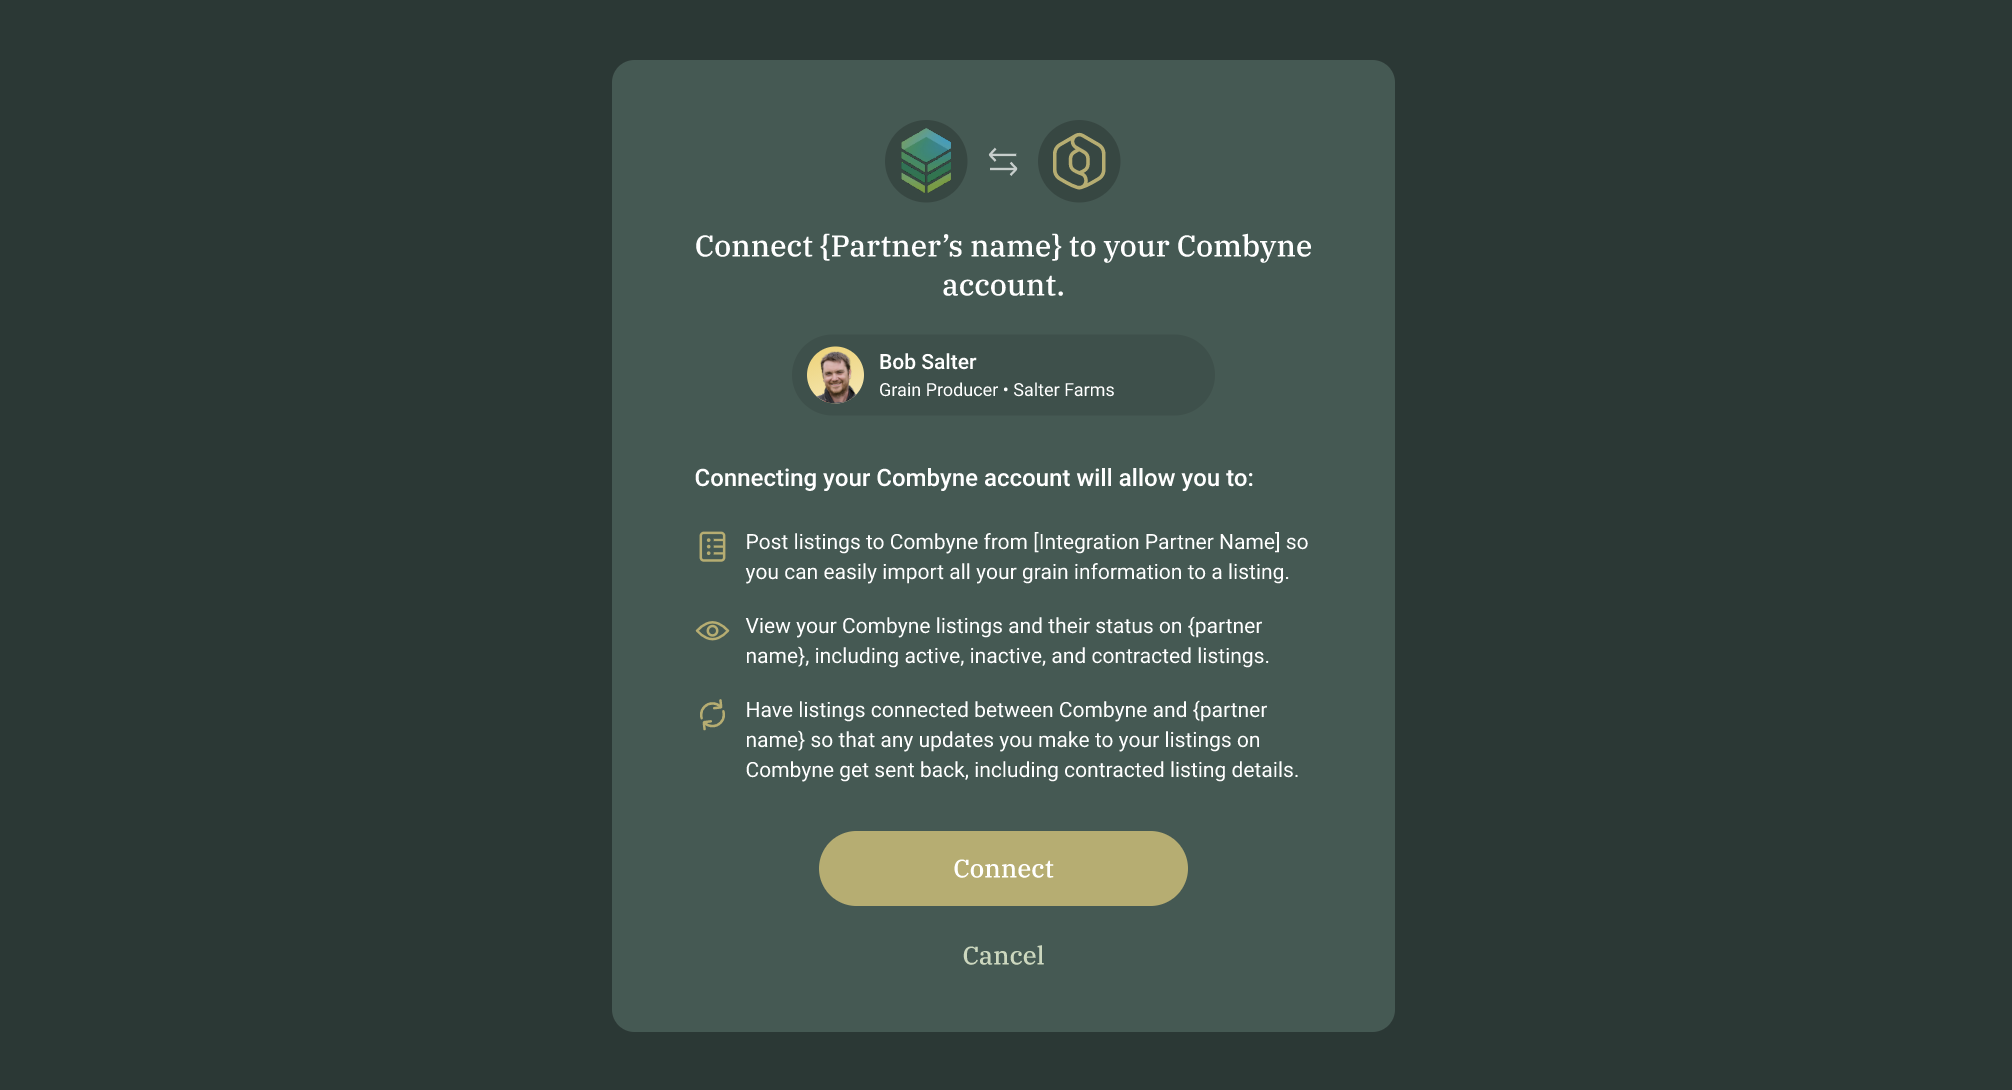 Connect {Partner’s name} to your Combyne
account.
Bob Salter
Grain Producer • Salter Farms
Connecting your Combyne account will allow you to:
Post listings to Combyne from [Integration Partner Name] so
you can easily import all your grain information to a listing.
View your Combyne listings and their status on {partner
name}, including active, inactive, and contracted listings.
Have listings connected between Combyne and {partner
name} so that any updates you make to your listings on
Combyne get sent back, including contracted listing details.
Connect
Cancel